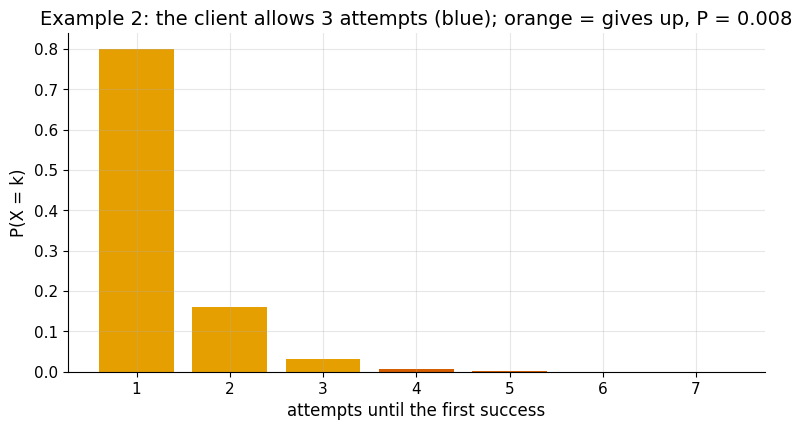 Example 2: the client allows 3 attempts (blue); orange = gives up, P = 0.008
P(X = k)
0.8
0.7
0.6
0.5
0.4
0.3
0.2
0.1
0.0
1 2 3 4 5 6 7
attempts until the first success